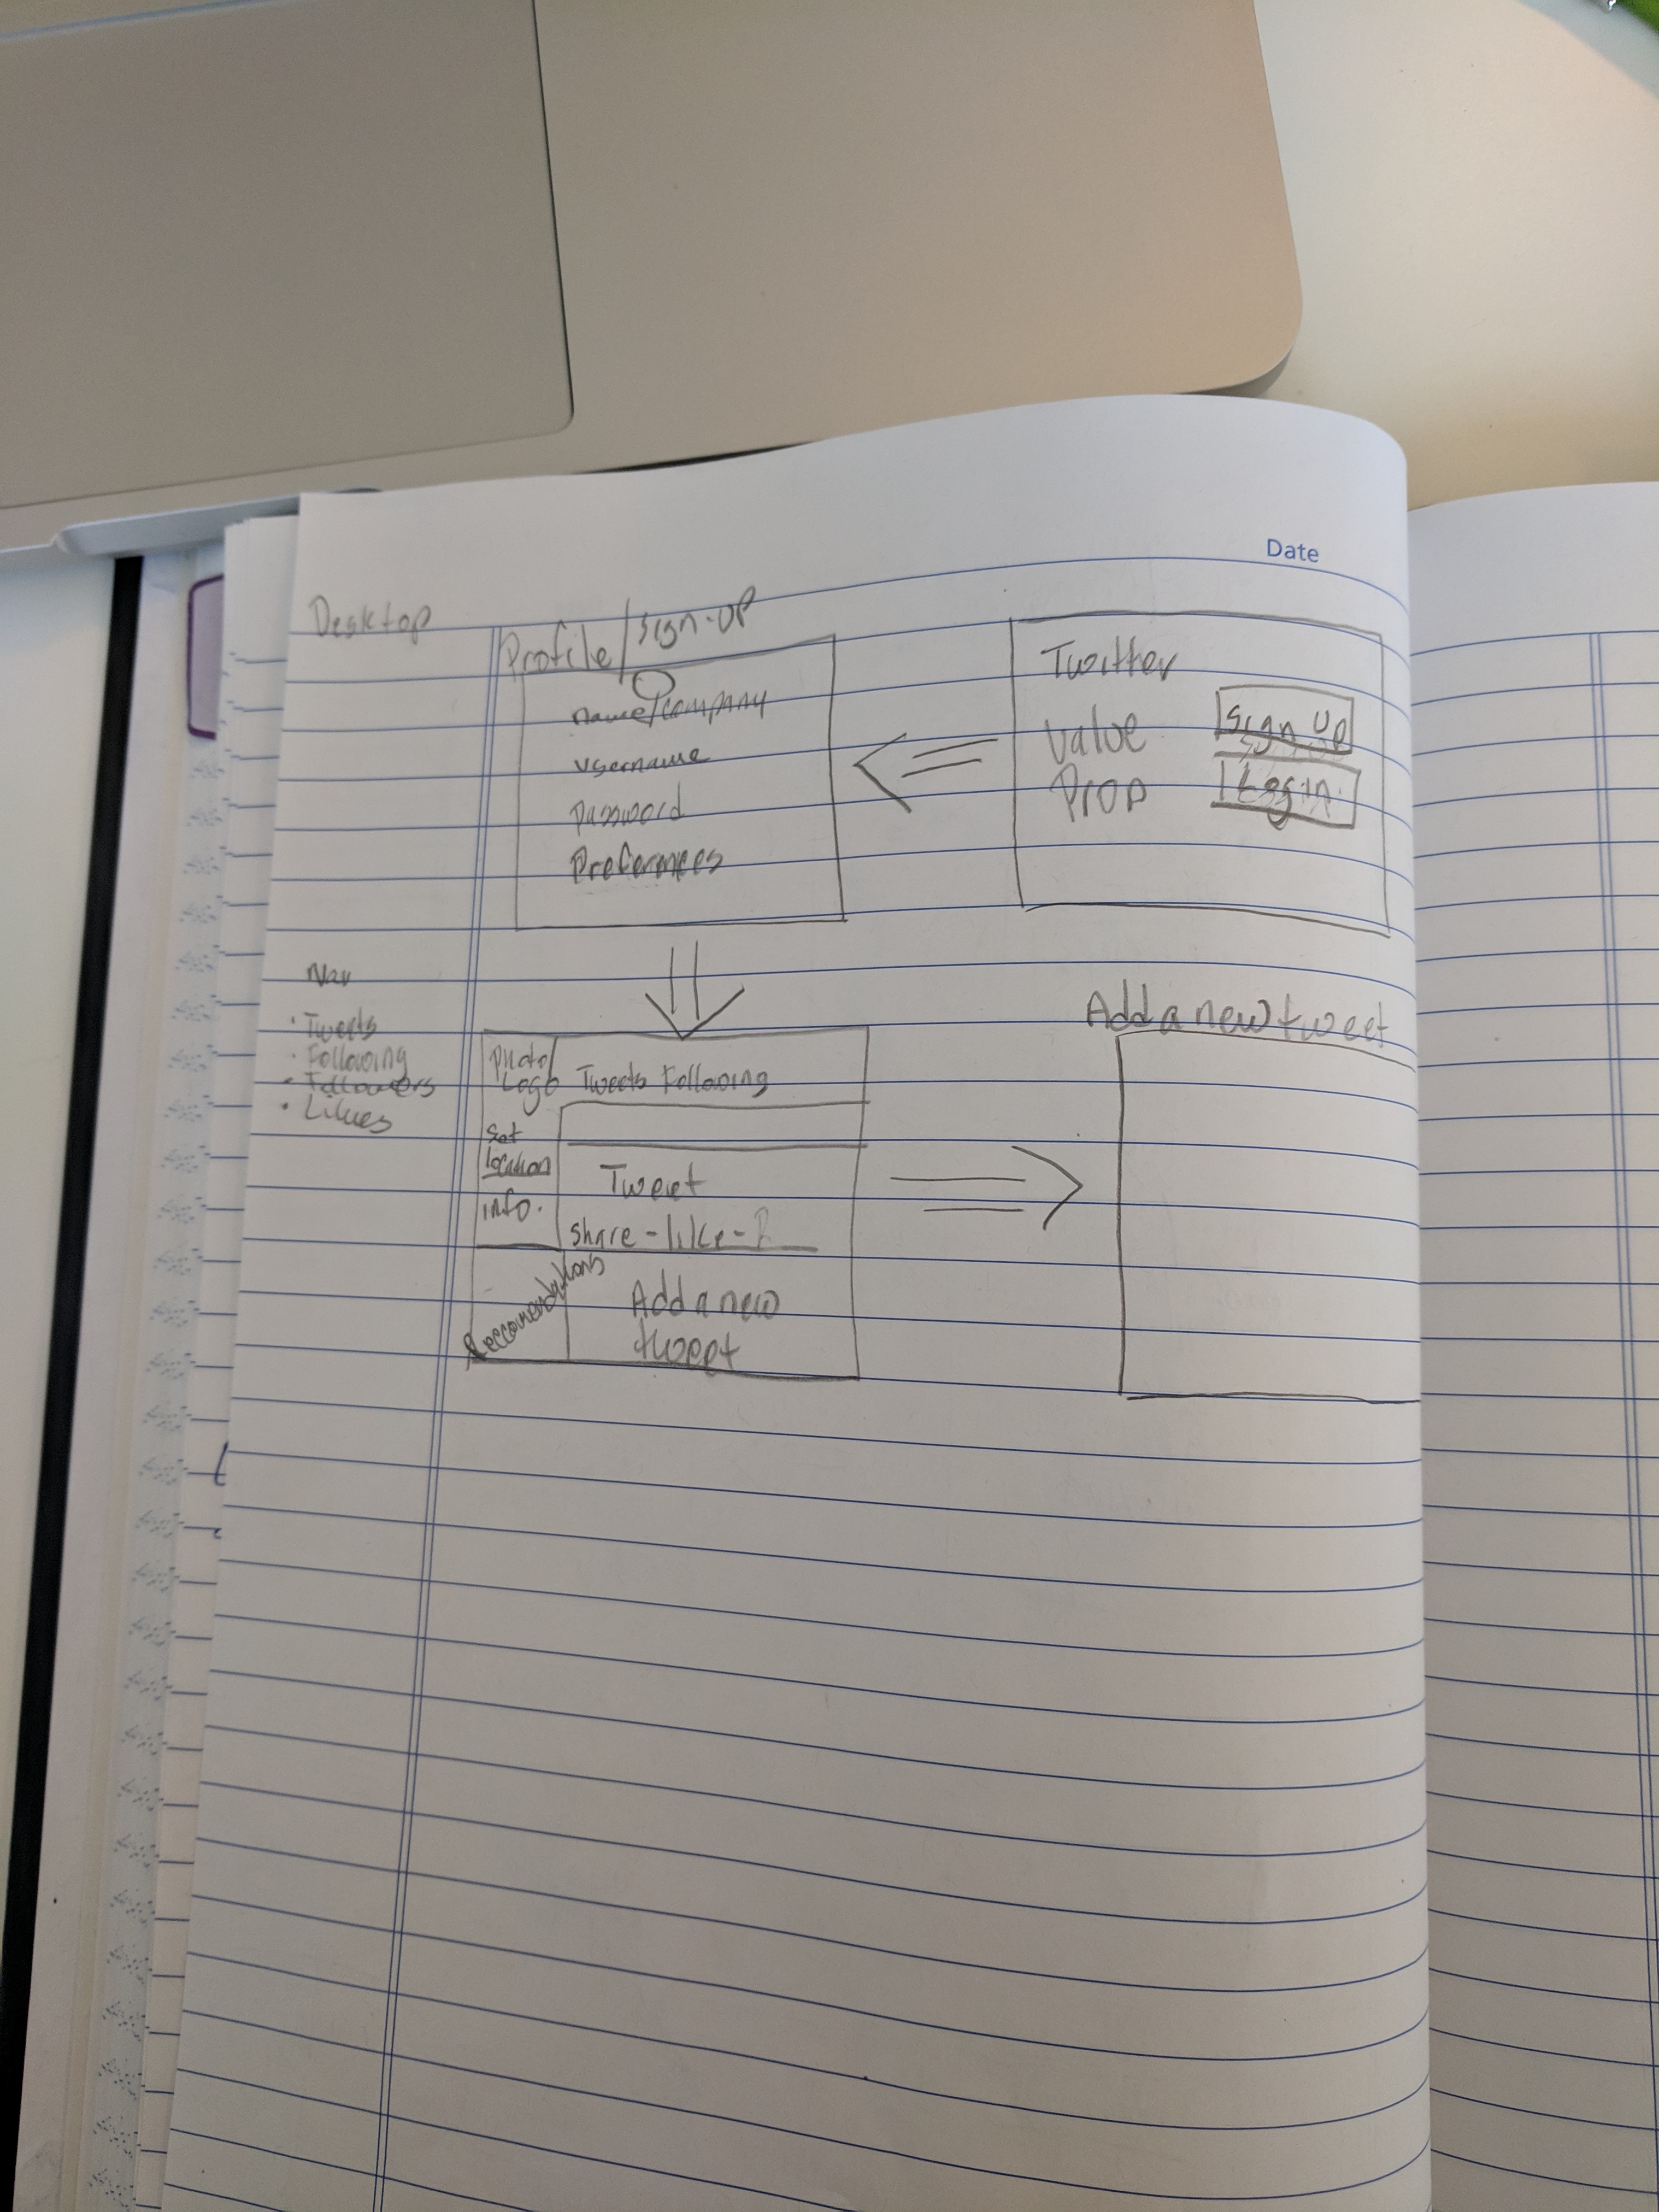 Date
Desktop
Profile/Sign-UP
name/company
username
password
Preferences
Twitter
Value
Prop
Sign Up
Login
Nav
• Tweets
• Following
• Followers
• Likes
Photo/
Logo
Tweets Following
Set
location
info.
Tweet
share - like -
Reccomendations
Add a new
tweet
Add a new tweet